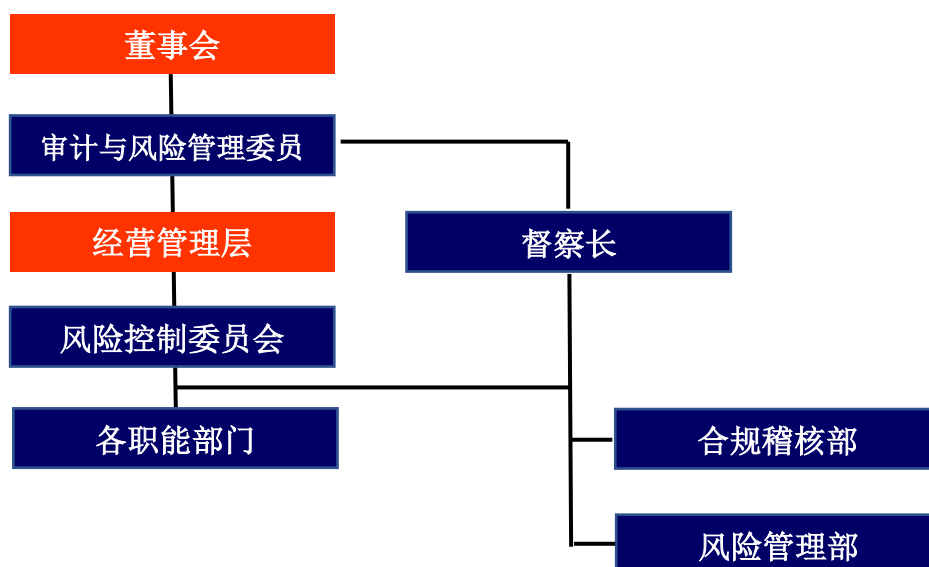 董事会
审计与风险管理委员
经营管理层
督察长
风险控制委员会
各职能部门
合规稽核部
风险管理部